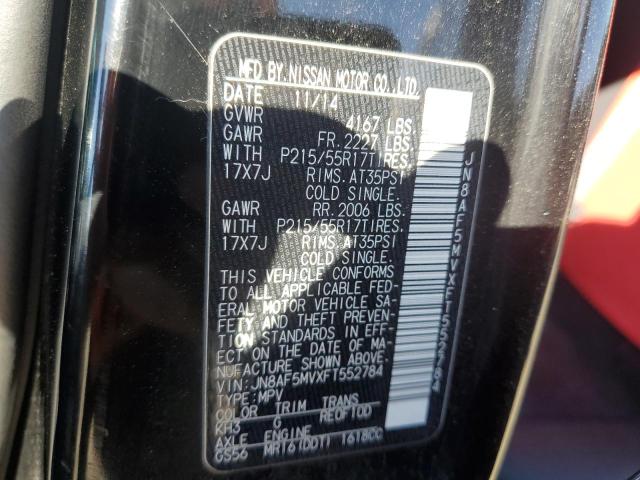 MFD BY NISSAN MOTOR CO.,LTD.
DATE 11/14
GVWR 4167 LBS.
GAWR FR. 2227 LBS.
WITH P215/55R17TIRES.
17X7J RIMS. AT35PSI
COLD SINGLE.
GAWR RR. 2006 LBS.
WITH P215/55R17TIRES.
17X7J RIMS. AT35PSI
COLD SINGLE.
THIS VEHICLE CONFORMS
TO ALL APPLICABLE FED-
ERAL MOTOR VEHICLE SA-
FETY AND THEFT PREVEN-
TION STANDARDS IN EFF-
ECT ON THE DATE OF MA-
NUFACTURE SHOWN ABOVE.
VIN: JN8AF5MVXFT552784
TYPE: MPV
COLOR TRIM TRANS
KH3 G RE0F10D
AXLE ENGINE
GS56 MR16(DDT) 1618CC
JN8AF5MVXFT552784